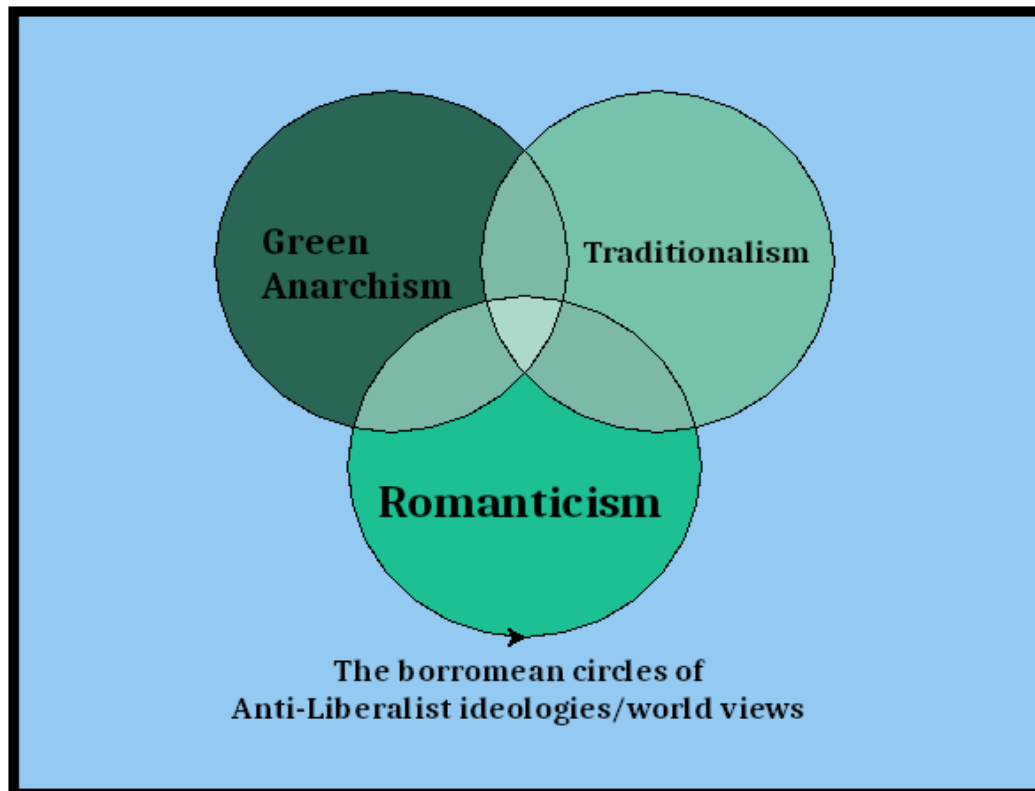 Green
Anarchism
Traditionalism
Romanticism
The borromean circles of
Anti-Liberalist ideologies/world views